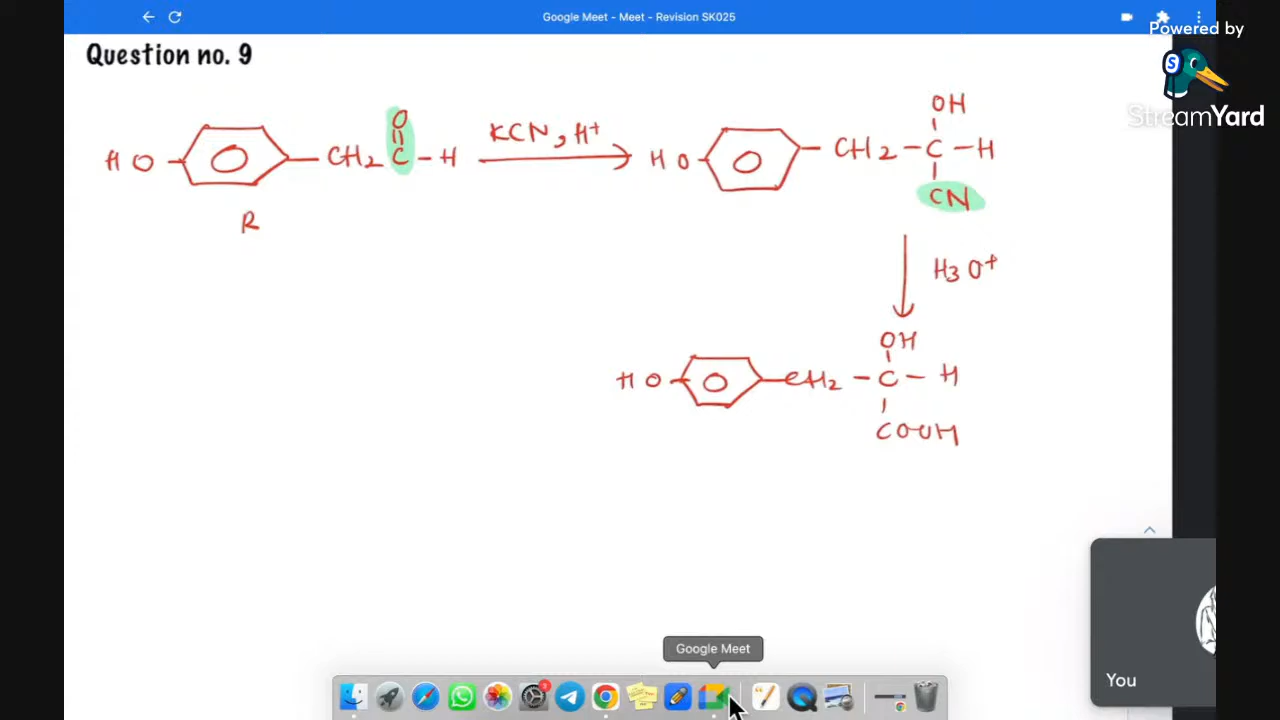 Google Meet - Meet - Revision SK025
Powered by
StreamYard
Question no. 9
HO CH2 O C - H KCN, H+ HO CH2 - C - H OH CN
R
H3O+
HO CH2 - C - H OH COOH
Google Meet
You